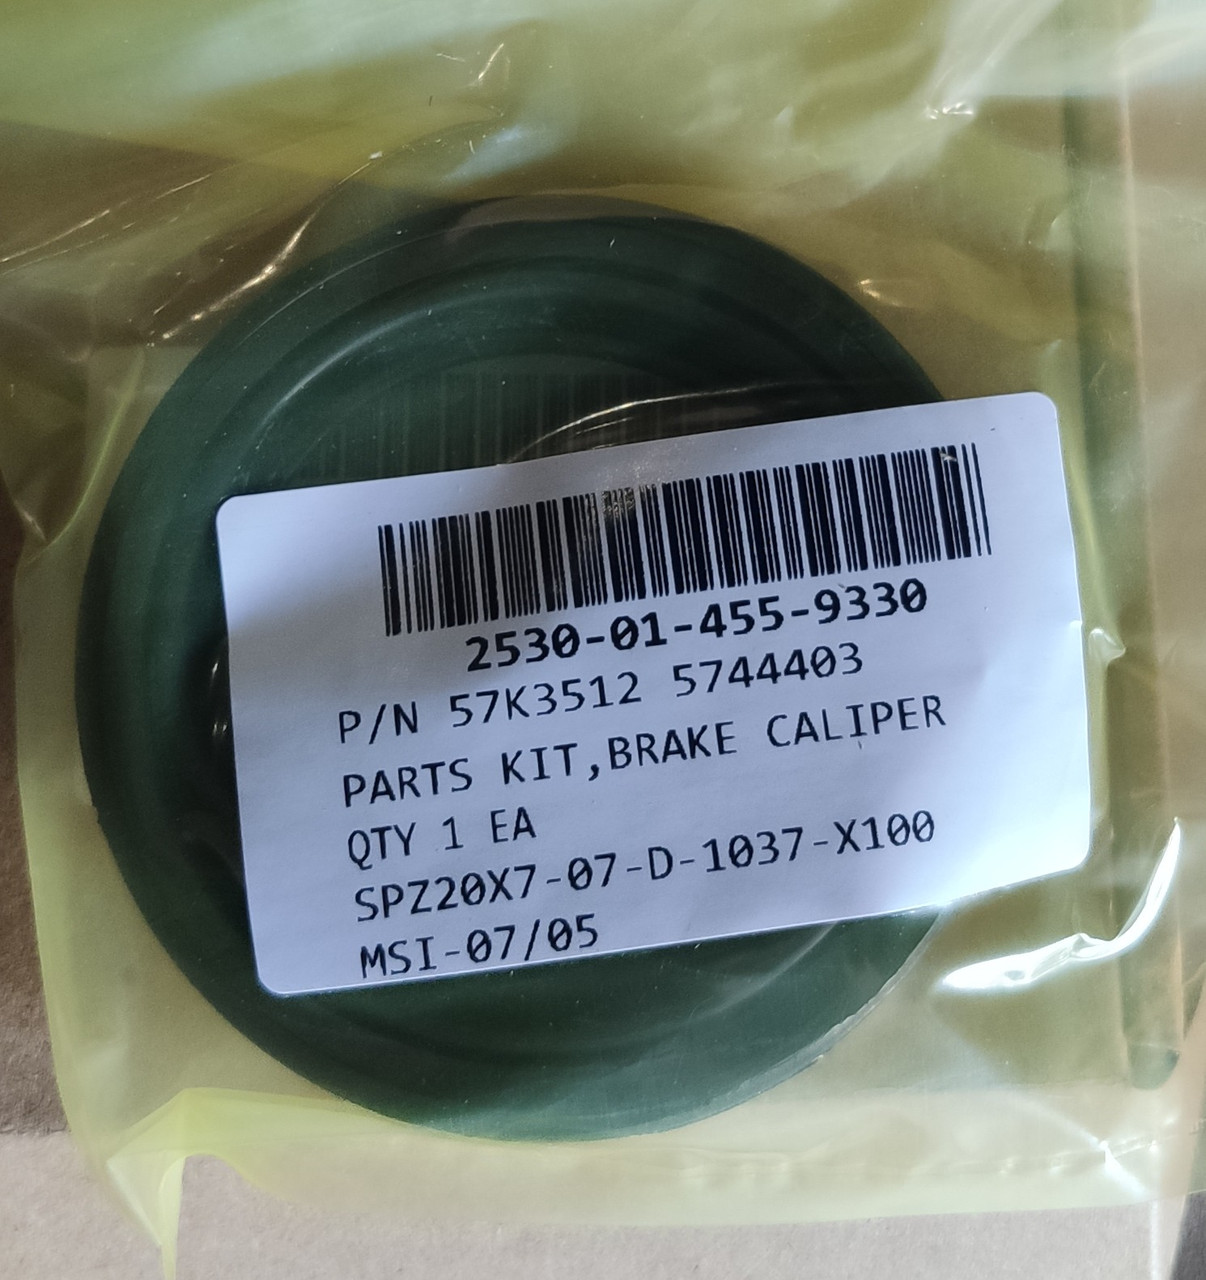 2530-01-455-9330
P/N 57K3512 5744403
PARTS KIT,BRAKE CALIPER
QTY 1 EA
SPZ20X7-07-D-1037-X100
MSI-07/05